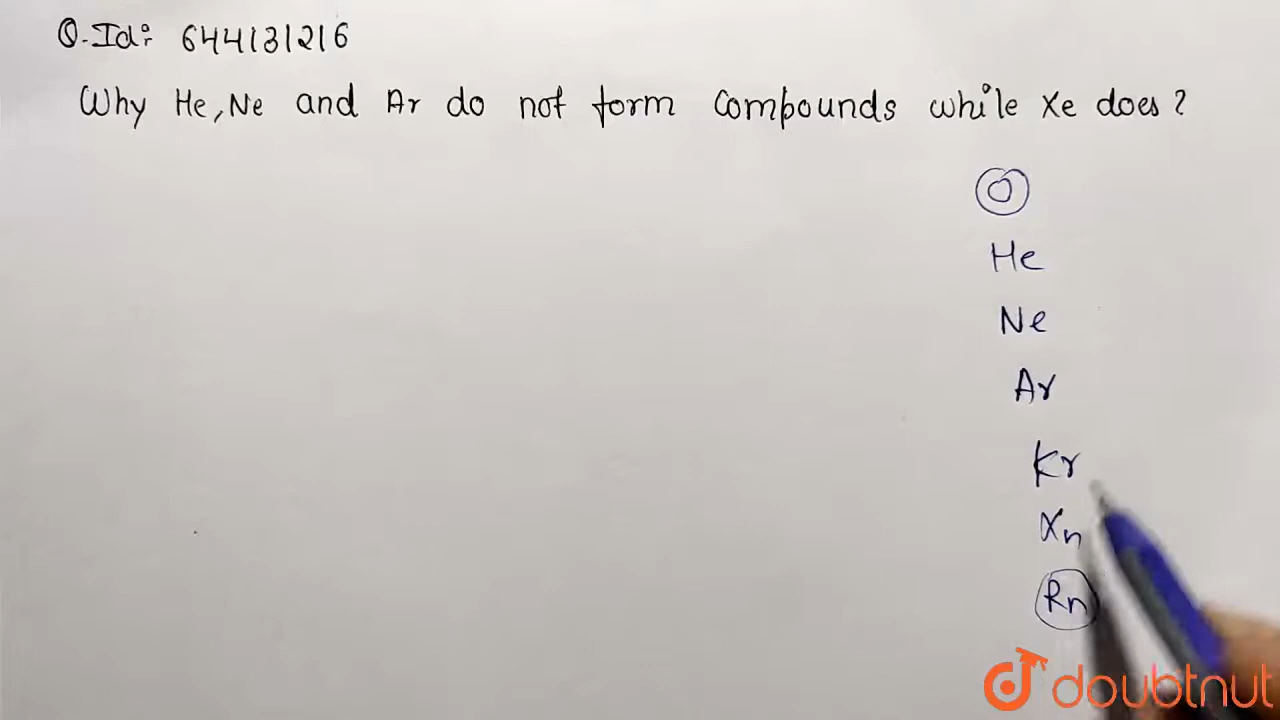 Q.Id: 644131216
Why He, Ne and Ar do not form compounds while Xe does?
O
He
Ne
Ar
Kr
Xn
Rn
doubtnut